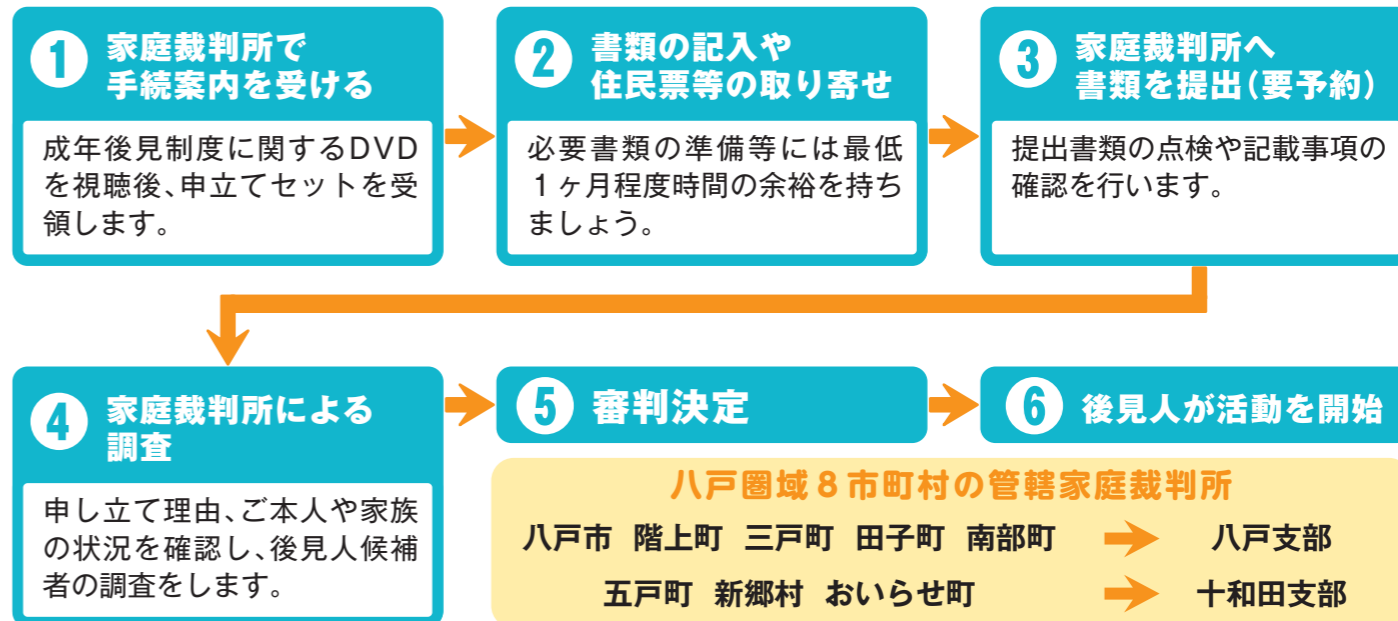 ① 家庭裁判所で
手続案内を受ける
成年後見制度に関するDVD
を視聴後、申立てセットを受
領します。
② 書類の記入や
住民票等の取り寄せ
必要書類の準備等には最低
1ヶ月程度時間の余裕を持ち
ましょう。
③ 家庭裁判所へ
書類を提出(要予約)
提出書類の点検や記載事項の
確認を行います。
④ 家庭裁判所による
調査
申し立て理由、ご本人や家族
の状況を確認し、後見人候補
者の調査をします。
⑤ 審判決定
⑥ 後見人が活動を開始
八戸圏域8市町村の管轄家庭裁判所
八戸市 階上町 三戸町 田子町 南部町 八戸支部
五戸町 新郷村 おいらせ町 十和田支部